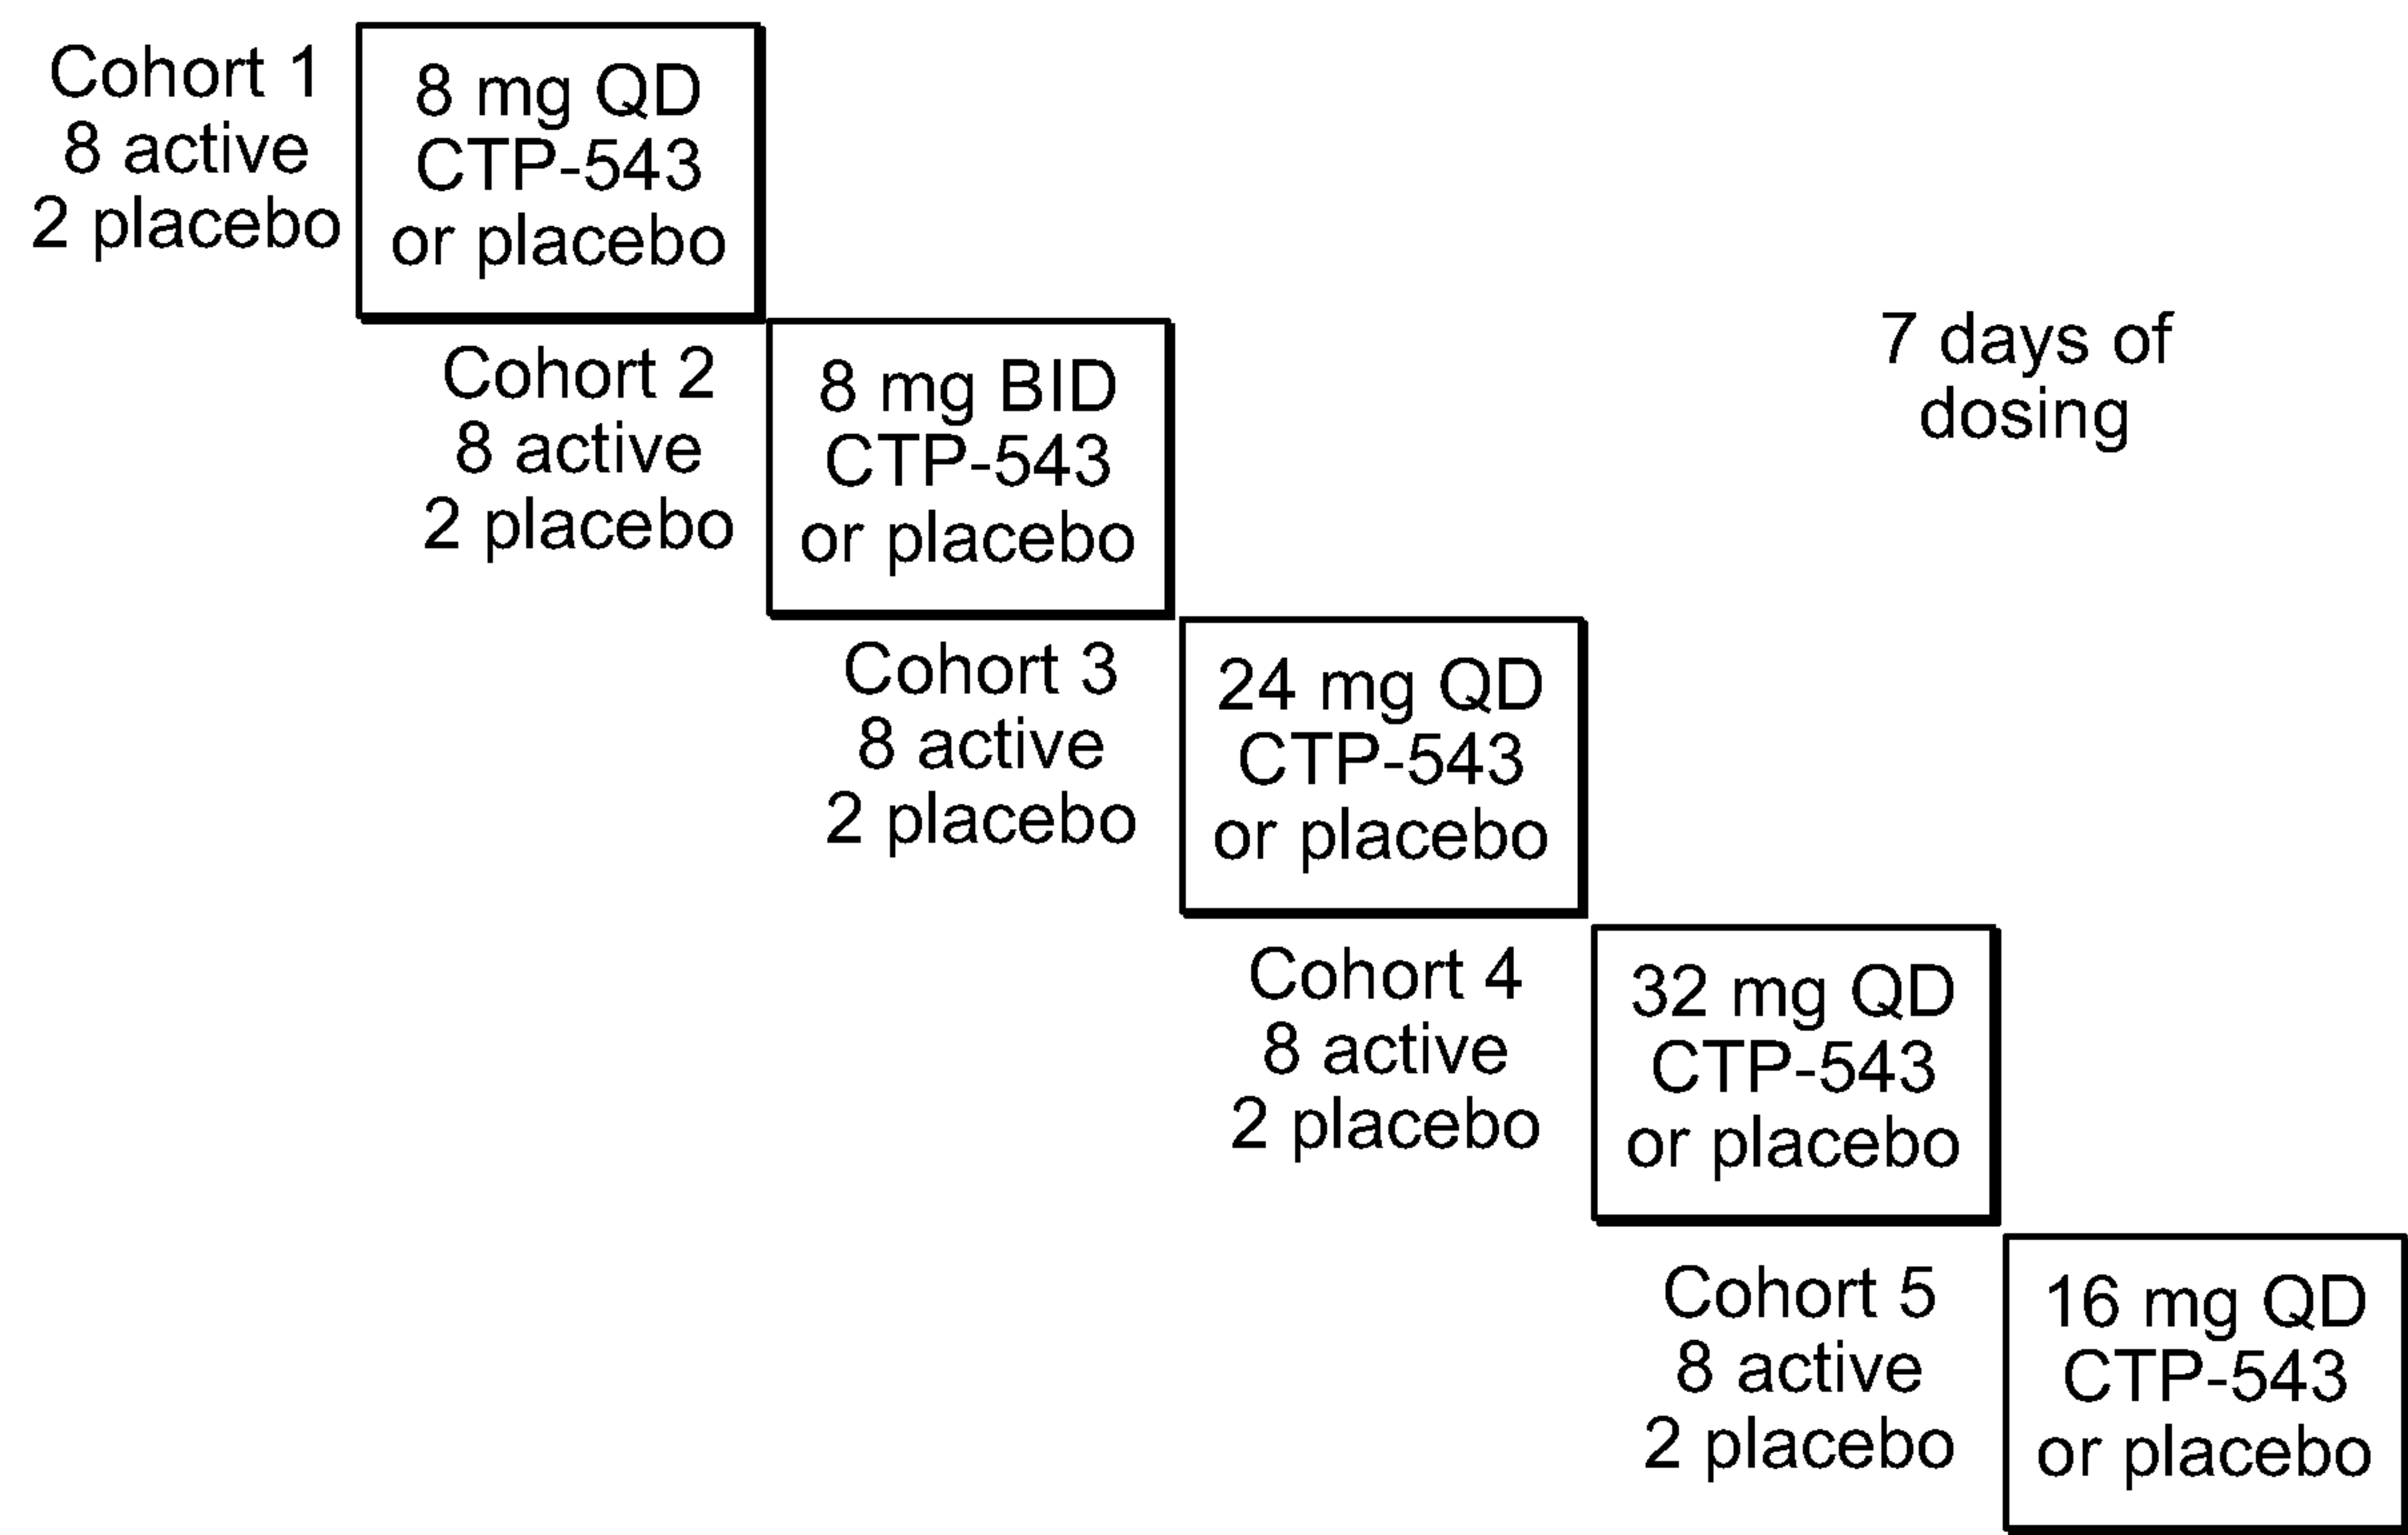 Cohort 1
8 active
2 placebo
8 mg QD
CTP-543
or placebo
Cohort 2
8 active
2 placebo
8 mg BID
CTP-543
or placebo
7 days of
dosing
Cohort 3
8 active
2 placebo
24 mg QD
CTP-543
or placebo
Cohort 4
8 active
2 placebo
32 mg QD
CTP-543
or placebo
Cohort 5
8 active
2 placebo
16 mg QD
CTP-543
or placebo